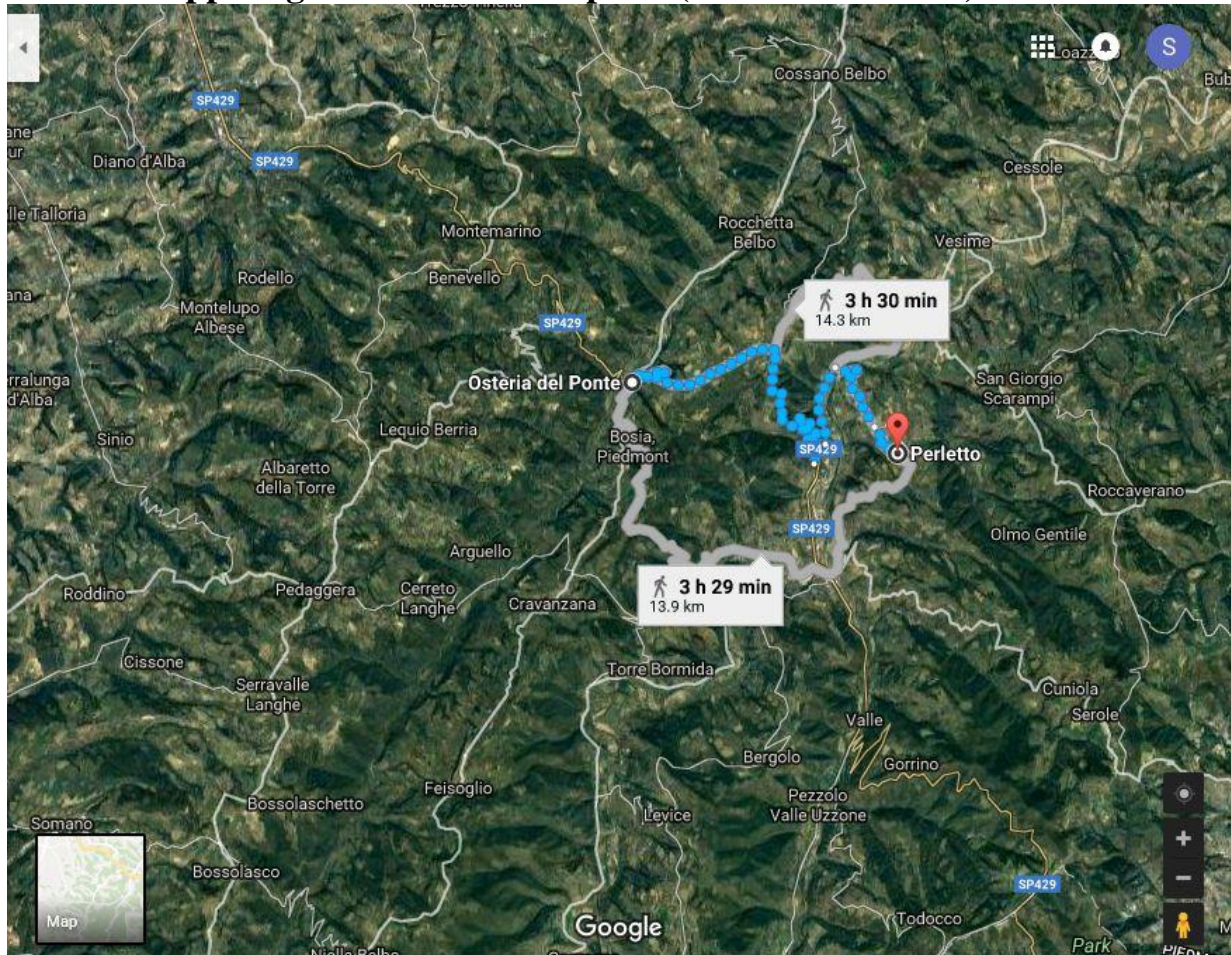 SP429
Cossano Belbo
S
Diano d'Alba
SP429
Cessole
Rocchetta
Belbo
Montemarino
Vesime
Rodello
Benevello
Montelupo
Albese
SP429
3 h 30 min
14.3 km
Osteria del Ponte
San Giorgio
Scarampi
Sinio
Lequio Berria
Bosia,
Piedmont
SP429
Perletto
Albaretto
della Torre
Roccaverano
SP429
Olmo Gentile
Arguello
3 h 29 min
13.9 km
Roddino
Pedaggera
Cerreto
Langhe
Cravanzana
Cissone
Torre Bormida
Serravalle
Langhe
Cuniola
Serole
Valle
Bergolo
Gorrino
Feisoglio
Bossolaschetto
Levice
Pezzolo
Valle Uzzone
Somano
Bossolasco
SP429
Map
Google
Todocco
Park